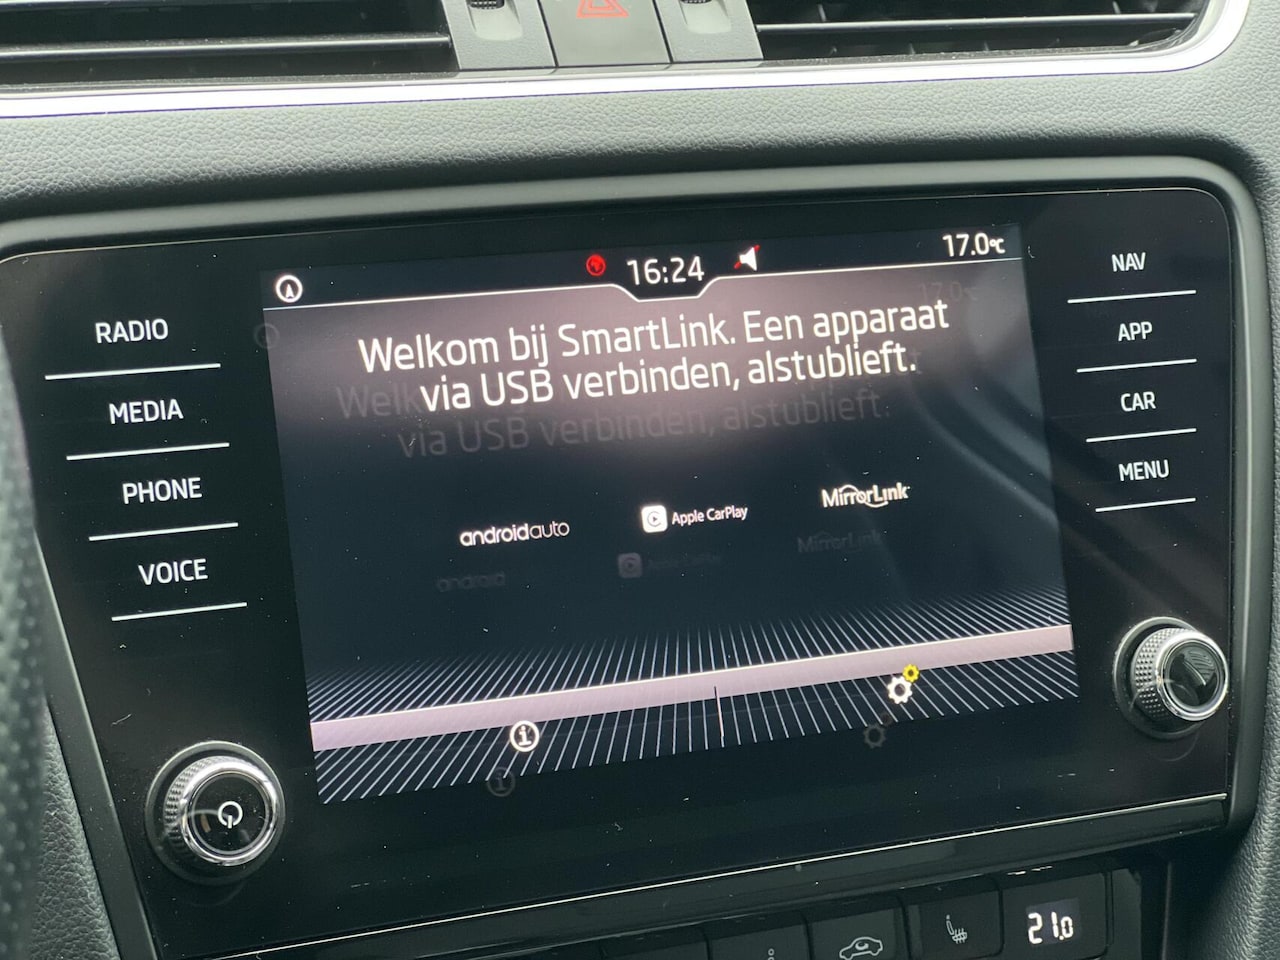 16:24
17.0°C
RADIO
MEDIA
PHONE
VOICE
Welkom bij SmartLink. Een apparaat
via USB verbinden, alstublieft.
androidauto
Apple CarPlay
MirrorLink
NAV
APP
CAR
MENU
21.0